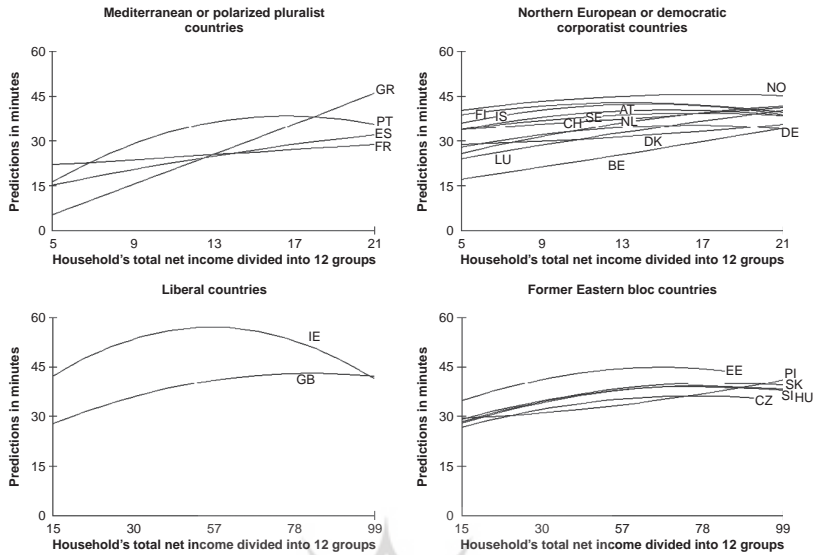 Mediterranean or polarized pluralist
countries
60
45
30
15
0
Predictions in minutes
GR
PT
ES
FR
5 9 13 17 21
Household's total net income divided into 12 groups
Northern European or democratic
corporatist countries
60
45
30
15
0
Predictions in minutes
NO
FI IS
AT
SE
CH NL
DE
DK
LU
BE
5 9 13 17 21
Household's total net income divided into 12 groups
Liberal countries
60
45
30
15
0
Predictions in minutes
IE
GB
15 30 57 78 99
Household's total net income divided into 12 groups
Former Eastern bloc countries
60
45
30
15
0
Predictions in minutes
EE
PI
SK
SI HU
CZ
15 30 57 78 99
Household's total net income divided into 12 groups